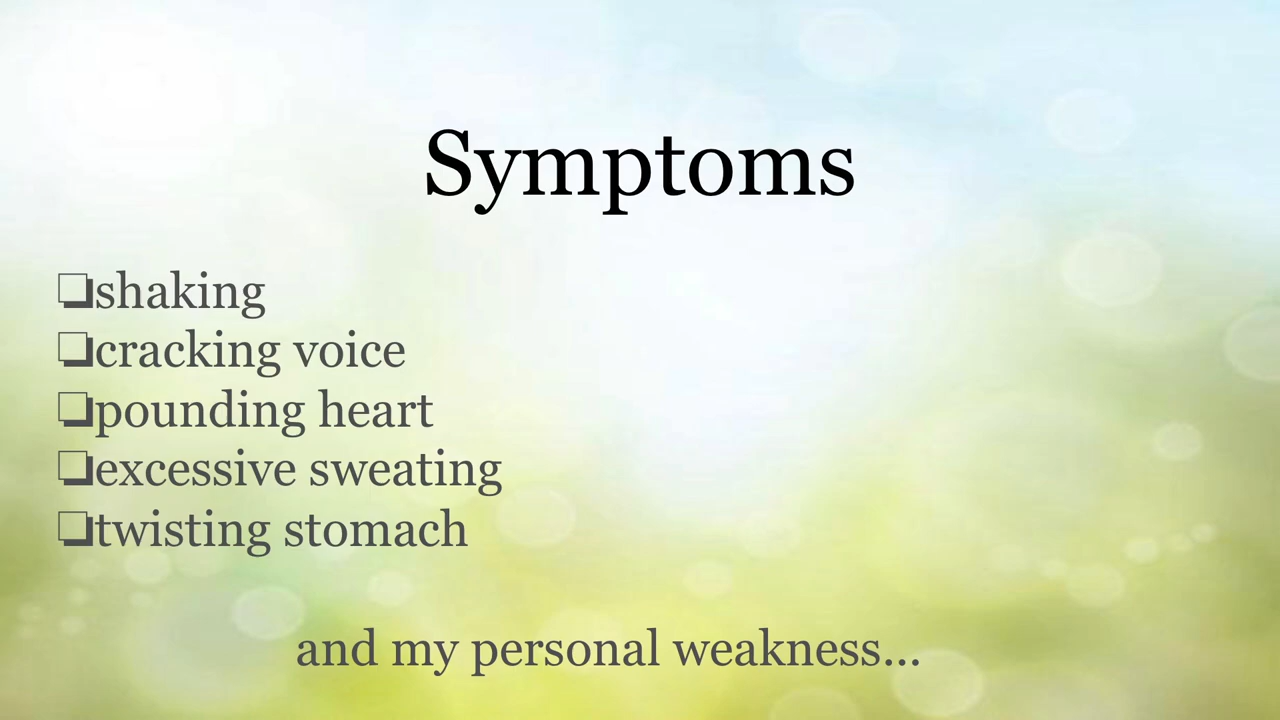 Symptoms
❏shaking
❏cracking voice
❏pounding heart
❏excessive sweating
❏twisting stomach
and my personal weakness...